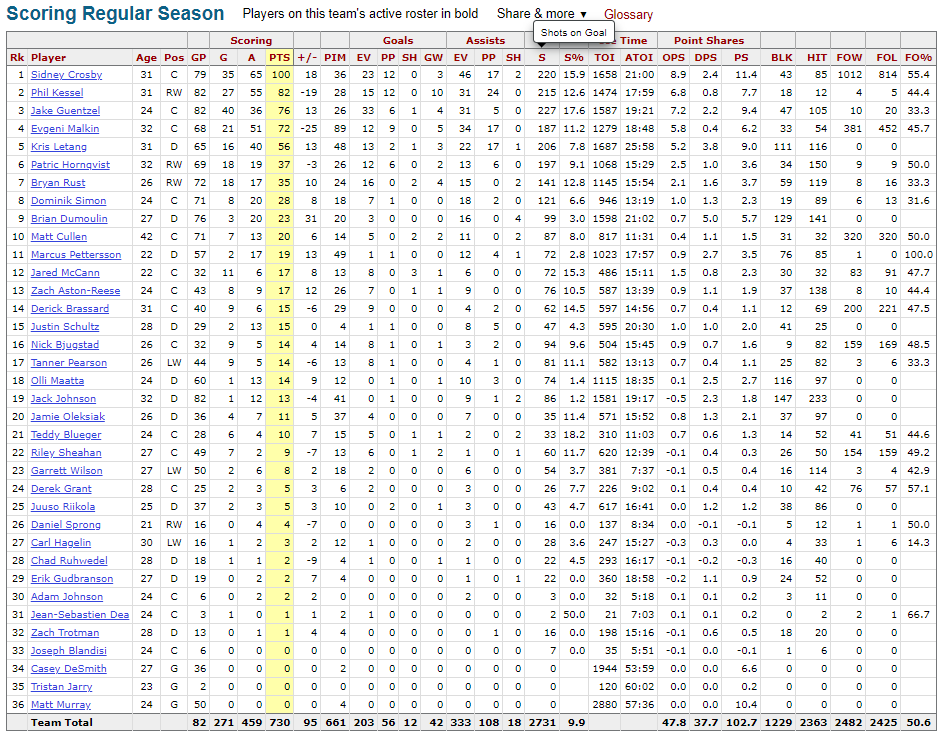 Scoring Regular Season Players on this team's active roster in bold Share & more ▼ Glossary
Shots on Goal
Scoring Goals Assists Time Point Shares
Rk Player Age Pos GP G A PTS +/- PIM EV PP SH GW EV PP SH S S% TOI ATOI OPS DPS PS BLK HIT FOW FOL FO%
1 Sidney Crosby 31 C 79 35 65 100 18 36 23 12 0 3 46 17 2 220 15.9 1658 21:00 8.9 2.4 11.4 43 85 1012 814 55.4
2 Phil Kessel 31 RW 82 27 55 82 -19 28 15 12 0 10 31 24 0 215 12.6 1474 17:59 6.8 0.8 7.7 18 12 4 5 44.4
3 Jake Guentzel 24 C 82 40 36 76 13 26 33 6 1 4 31 5 0 227 17.6 1587 19:21 7.2 2.2 9.4 47 105 10 20 33.3
4 Evgeni Malkin 32 C 68 21 51 72 -25 89 12 9 0 5 34 17 0 187 11.2 1279 18:48 5.8 0.4 6.2 33 54 381 452 45.7
5 Kris Letang 31 D 65 16 40 56 13 48 13 2 1 3 22 17 1 206 7.8 1687 25:58 5.2 3.8 9.0 111 116 0 0
6 Patric Hornqvist 32 RW 69 18 19 37 -3 26 12 6 0 2 13 6 0 197 9.1 1068 15:29 2.5 1.0 3.6 34 150 9 9 50.0
7 Bryan Rust 26 RW 72 18 17 35 10 24 16 0 2 4 15 0 2 141 12.8 1145 15:54 2.1 1.6 3.7 59 119 8 16 33.3
8 Dominik Simon 24 C 71 8 20 28 8 18 7 1 0 0 18 2 0 121 6.6 946 13:19 1.0 1.3 2.3 19 89 6 13 31.6
9 Brian Dumoulin 27 D 76 3 20 23 31 20 3 0 0 0 16 0 4 99 3.0 1598 21:02 0.7 5.0 5.7 129 141 0 0
10 Matt Cullen 42 C 71 7 13 20 6 14 5 0 2 2 11 0 2 87 8.0 817 11:31 0.4 1.1 1.5 31 32 320 320 50.0
11 Marcus Pettersson 22 D 57 2 17 19 13 49 1 1 0 0 12 4 1 72 2.8 1023 17:57 0.9 2.7 3.5 76 85 1 0 100.0
12 Jared McCann 22 C 32 11 6 17 8 13 8 0 3 1 6 0 0 72 15.3 486 15:11 1.5 0.8 2.3 30 32 83 91 47.7
13 Zach Aston-Reese 24 C 43 8 9 17 12 26 7 0 1 1 9 0 0 76 10.5 587 13:39 0.9 1.1 1.9 37 138 8 10 44.4
14 Derick Brassard 31 C 40 9 6 15 -6 29 9 0 0 0 4 2 0 62 14.5 597 14:56 0.7 0.4 1.1 12 69 200 221 47.5
15 Justin Schultz 28 D 29 2 13 15 0 4 1 1 0 0 8 5 0 47 4.3 595 20:30 1.0 1.0 2.0 41 25 0 0
16 Nick Bjugstad 26 C 32 9 5 14 4 14 8 1 0 1 3 2 0 94 9.6 504 15:45 0.9 0.7 1.6 9 82 159 169 48.5
17 Tanner Pearson 26 LW 44 9 5 14 -6 13 8 1 0 0 4 1 0 81 11.1 582 13:13 0.7 0.4 1.1 25 82 3 6 33.3
18 Olli Maatta 24 D 60 1 13 14 9 12 0 1 0 1 10 3 0 74 1.4 1115 18:35 0.1 2.5 2.7 116 97 0 0
19 Jack Johnson 32 D 82 1 12 13 -4 41 0 1 0 0 9 1 2 86 1.2 1581 19:17 -0.5 2.3 1.8 147 233 0 0
20 Jamie Oleksiak 26 D 36 4 7 11 5 37 4 0 0 0 7 0 0 35 11.4 571 15:52 0.8 1.3 2.1 37 97 0 0
21 Teddy Blueger 24 C 28 6 4 10 7 15 5 0 1 1 2 0 2 33 18.2 310 11:03 0.7 0.6 1.3 14 52 41 51 44.6
22 Riley Sheahan 27 C 49 7 2 9 -7 13 6 0 1 2 1 0 1 60 11.7 620 12:39 -0.1 0.4 0.3 26 50 154 159 49.2
23 Garrett Wilson 27 LW 50 2 6 8 2 18 2 0 0 0 6 0 0 54 3.7 381 7:37 -0.1 0.5 0.4 16 114 3 4 42.9
24 Derek Grant 28 C 25 2 3 5 3 6 2 0 0 0 3 0 0 26 7.7 226 9:02 0.1 0.4 0.4 10 42 76 57 57.1
25 Juuso Riikola 25 D 37 2 3 5 3 10 0 2 0 1 3 0 0 43 4.7 617 16:41 0.0 1.2 1.2 38 86 0 0
26 Daniel Sprong 21 RW 16 0 4 4 -7 0 0 0 0 0 3 1 0 16 0.0 137 8:34 0.0 -0.1 -0.1 5 12 1 1 50.0
27 Carl Hagelin 30 LW 16 1 2 3 2 12 1 0 0 0 2 0 0 28 3.6 247 15:27 -0.3 0.3 0.0 4 33 1 6 14.3
28 Chad Ruhwedel 28 D 18 1 1 2 -9 4 1 0 0 1 1 0 0 22 4.5 293 16:17 -0.1 -0.2 -0.3 16 40 0 0
29 Erik Gudbranson 27 D 19 0 2 2 7 4 0 0 0 0 1 0 1 22 0.0 360 18:58 -0.2 1.1 0.9 24 52 0 0
30 Adam Johnson 24 C 6 0 2 2 2 0 0 0 0 0 2 0 0 3 0.0 32 5:18 0.1 0.1 0.2 3 11 0 0
31 Jean-Sebastien Dea 24 C 3 1 0 1 1 2 1 0 0 0 0 0 0 2 50.0 21 7:03 0.1 0.1 0.2 0 2 2 1 66.7
32 Zach Trotman 28 D 13 0 1 1 4 4 0 0 0 0 0 1 0 16 0.0 198 15:16 -0.1 0.6 0.5 18 20 0 0
33 Joseph Blandisi 24 C 6 0 0 0 0 0 0 0 0 0 0 0 0 7 0.0 35 5:51 -0.1 0.0 -0.1 1 6 0 0
34 Casey DeSmith 27 G 36 0 0 0 0 2 0 0 0 0 0 0 0 0 1944 53:59 0.0 0.0 6.6 0 0 0 0
35 Tristan Jarry 23 G 2 0 0 0 0 0 0 0 0 0 0 0 0 0 120 60:02 0.0 0.0 0.2 0 0 0 0
36 Matt Murray 24 G 50 0 0 0 0 4 0 0 0 0 0 0 0 0 2880 57:36 0.0 0.0 10.4 0 0 0 0
Team Total 82 271 459 730 95 661 203 56 12 42 333 108 18 2731 9.9 47.8 37.7 102.7 1229 2363 2482 2425 50.6